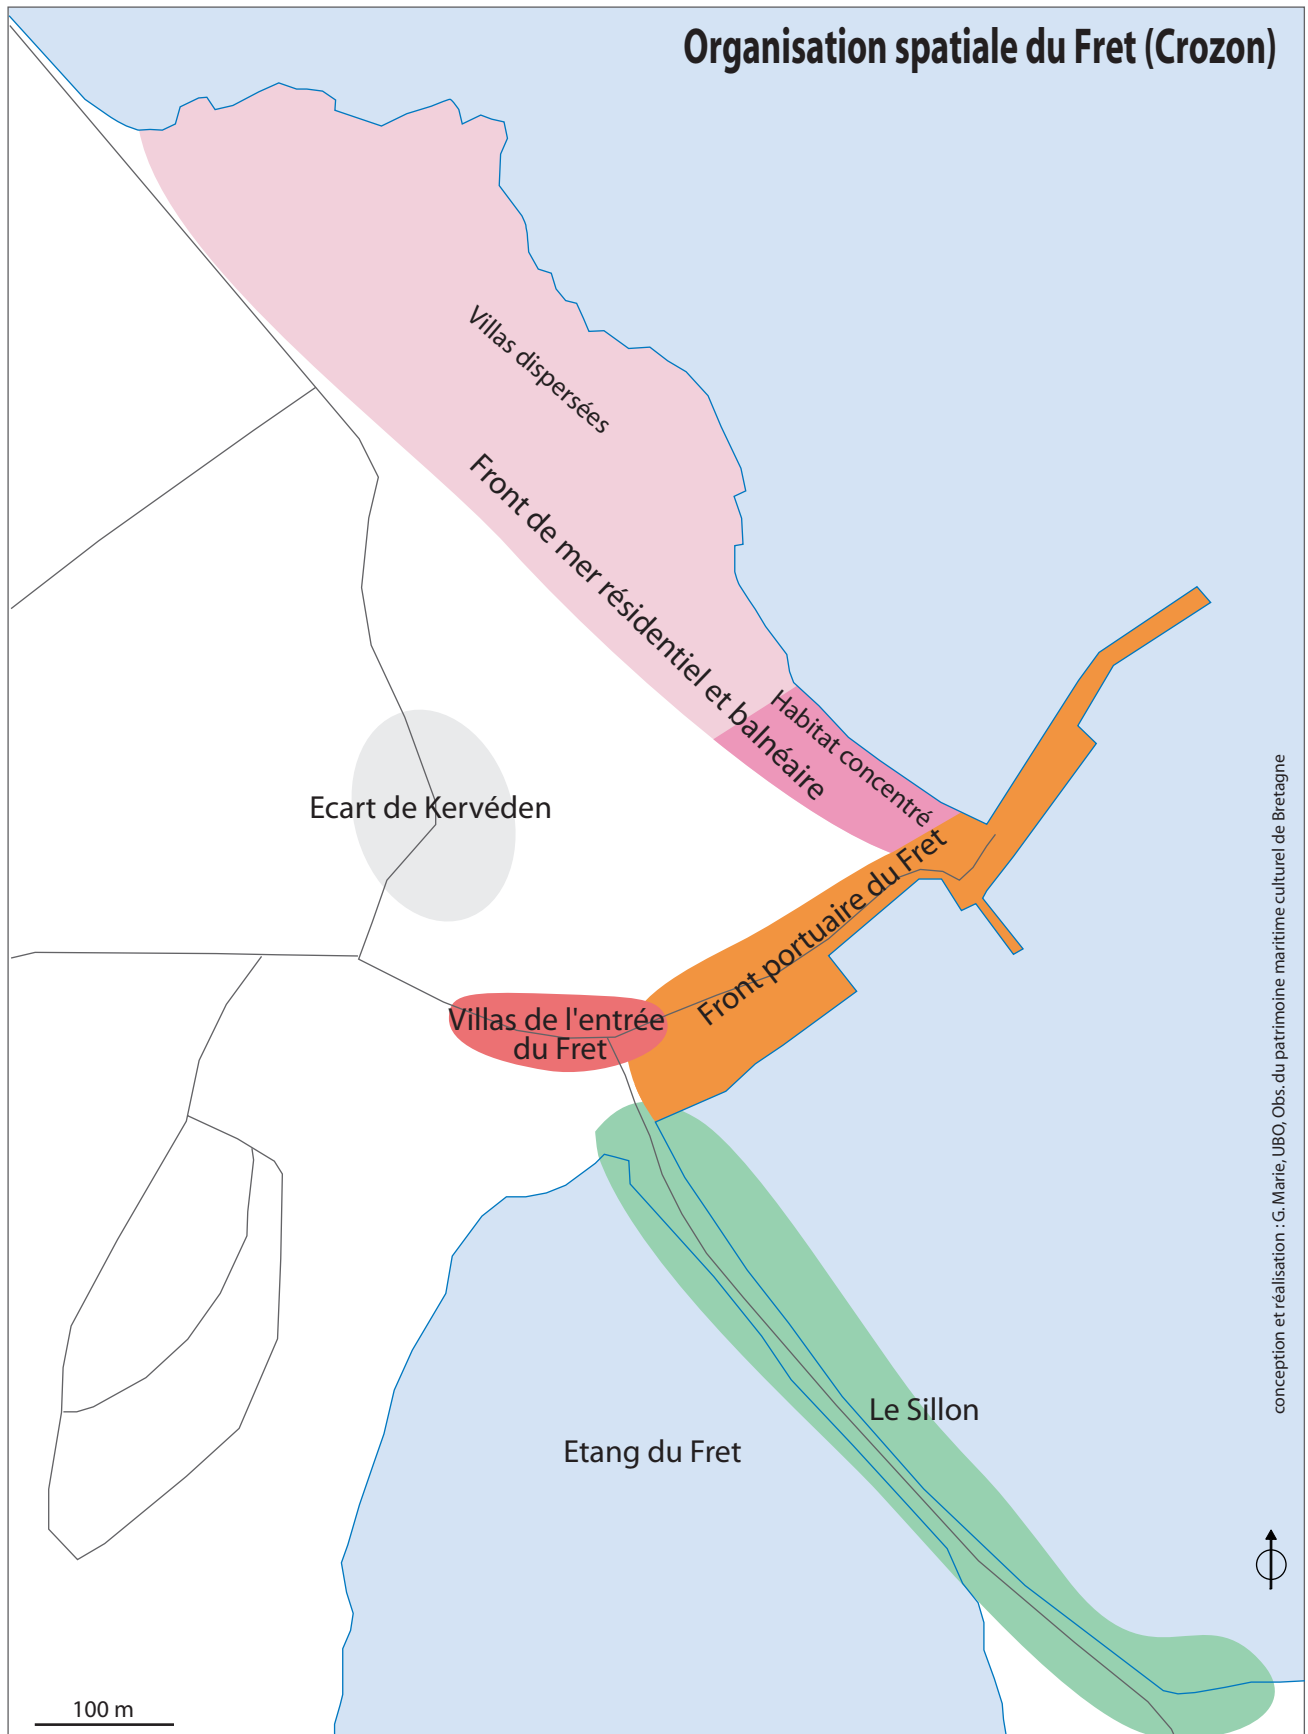 Organisation spatiale du Fret (Crozon)
Villas dispersées
Front de mer résidentiel et balnéaire
Habitat concentré
Ecart de Kervéden
Front portuaire du Fret
Villas de l'entrée
du Fret
Le Sillon
Etang du Fret
conception et réalisation : G. Marie, UBO, Obs. du patrimoine maritime culturel de Bretagne
100 m